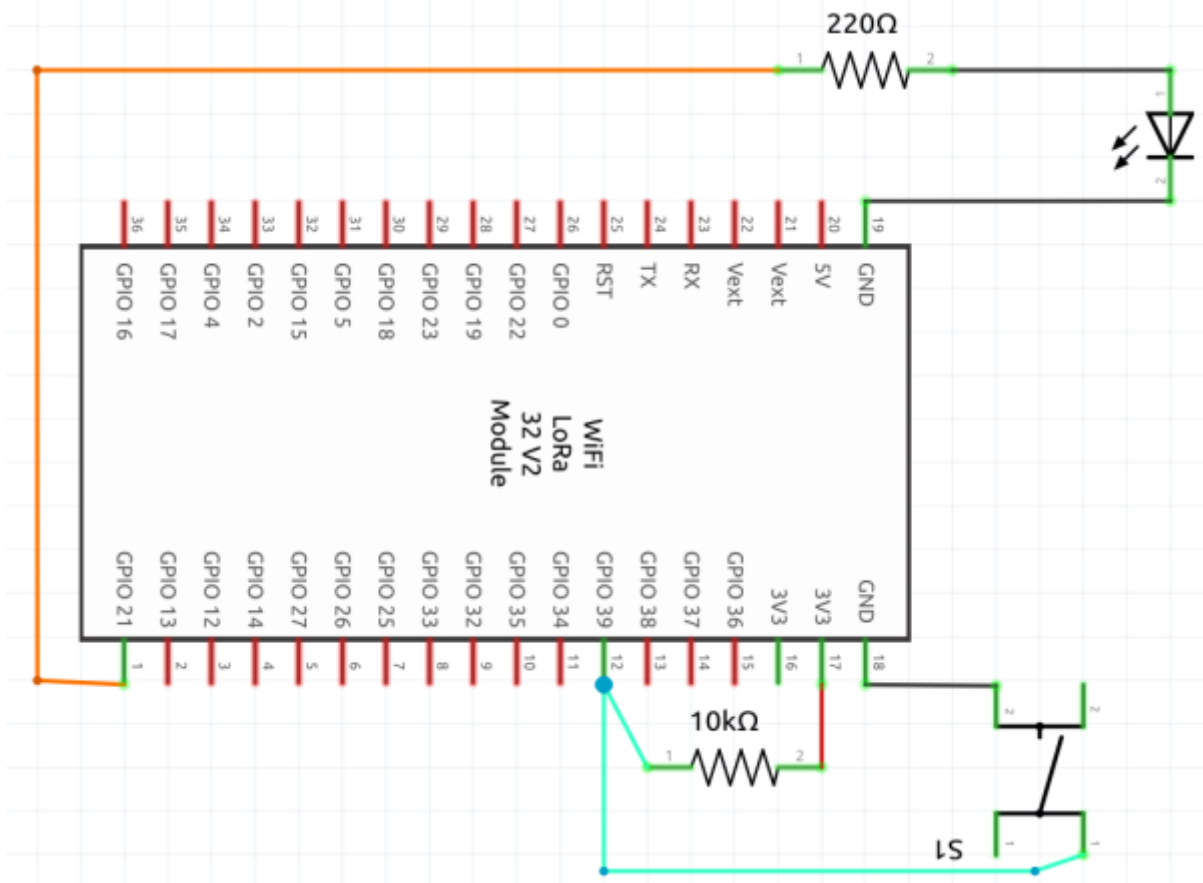 220Ω
1
2
1
2
36
35
34
33
32
31
30
29
28
27
26
25
24
23
22
21
20
19
GPIO 16
GPIO 17
GPIO 4
GPIO 2
GPIO 15
GPIO 5
GPIO 18
GPIO 23
GPIO 19
GPIO 22
GPIO 0
RST
TX
RX
Vext
Vext
5V
GND
WiFi
LoRa
32 V2
Module
GPIO 21
GPIO 13
GPIO 12
GPIO 14
GPIO 27
GPIO 26
GPIO 25
GPIO 33
GPIO 32
GPIO 35
GPIO 34
GPIO 39
GPIO 38
GPIO 37
GPIO 36
3V3
3V3
GND
1
2
3
4
5
6
7
8
9
10
11
12
13
14
15
16
17
18
10kΩ
1
2
2
2
S1
1
1